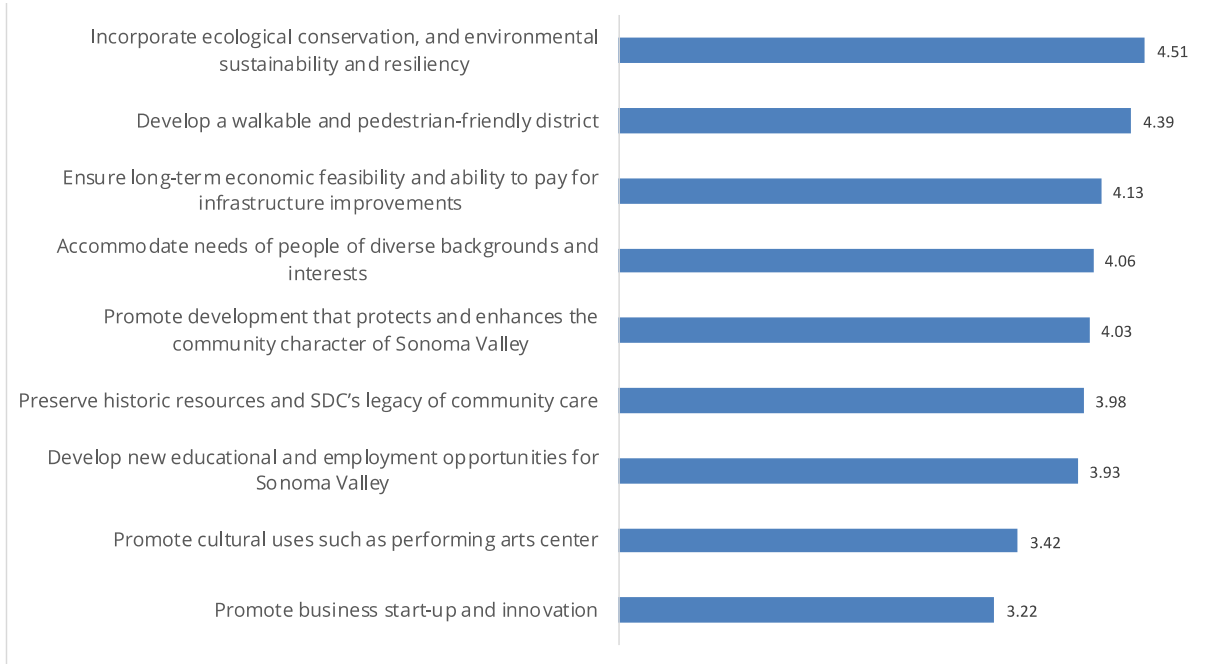 Incorporate ecological conservation, and environmental
sustainability and resiliency
4.51
Develop a walkable and pedestrian-friendly district
4.39
Ensure long-term economic feasibility and ability to pay for
infrastructure improvements
4.13
Accommodate needs of people of diverse backgrounds and
interests
4.06
Promote development that protects and enhances the
community character of Sonoma Valley
4.03
Preserve historic resources and SDC’s legacy of community care
3.98
Develop new educational and employment opportunities for
Sonoma Valley
3.93
Promote cultural uses such as performing arts center
3.42
Promote business start-up and innovation
3.22